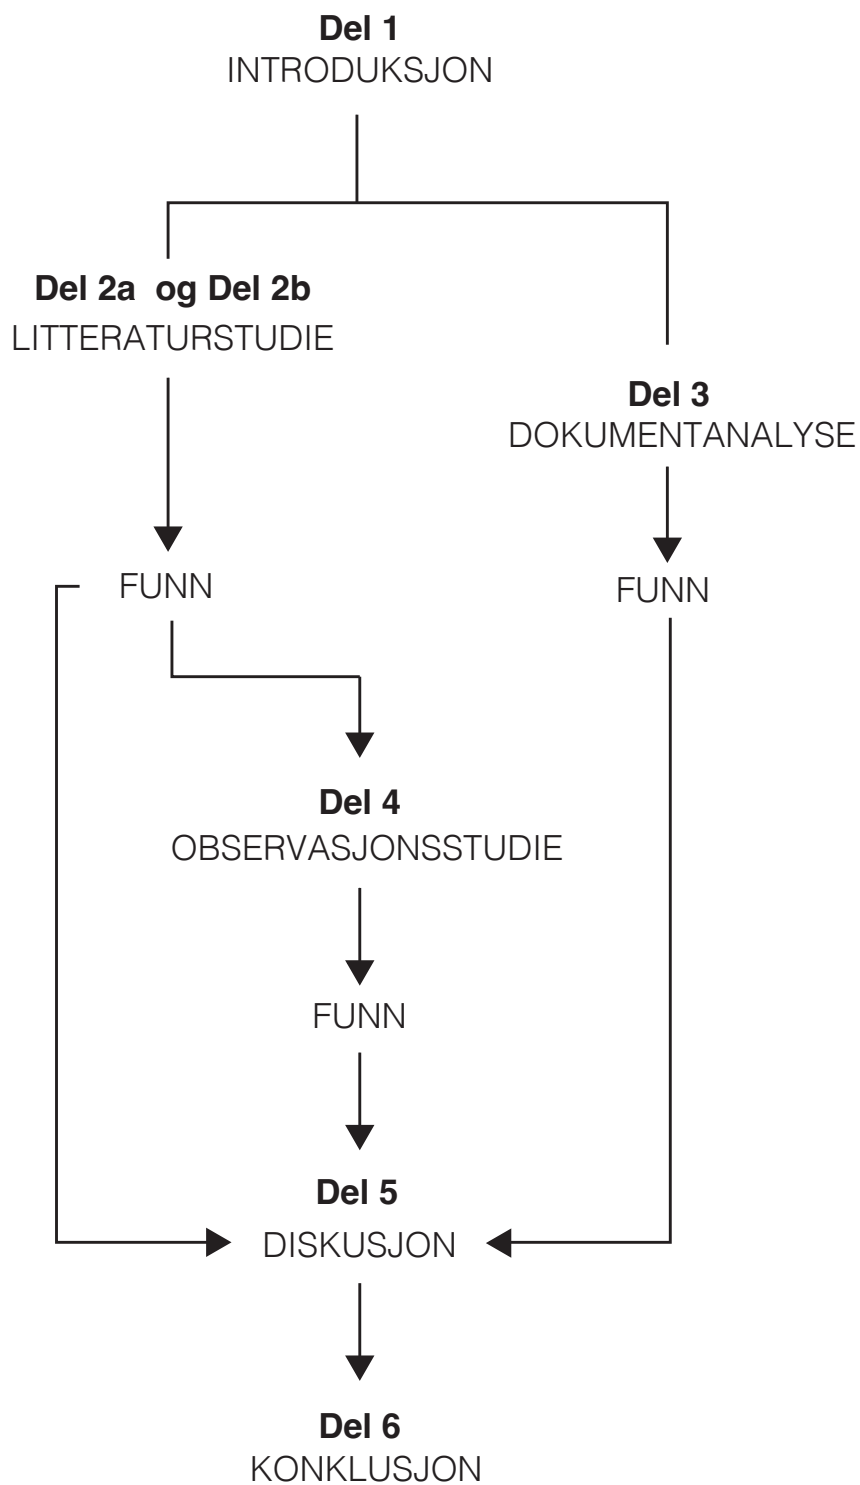 Del 1
INTRODUKSJON
Del 2a og Del 2b
LITTERATURSTUDIE
Del 3
DOKUMENTANALYSE
FUNN
FUNN
Del 4
OBSERVASJONSSTUDIE
FUNN
Del 5
DISKUSJON
Del 6
KONKLUSJON